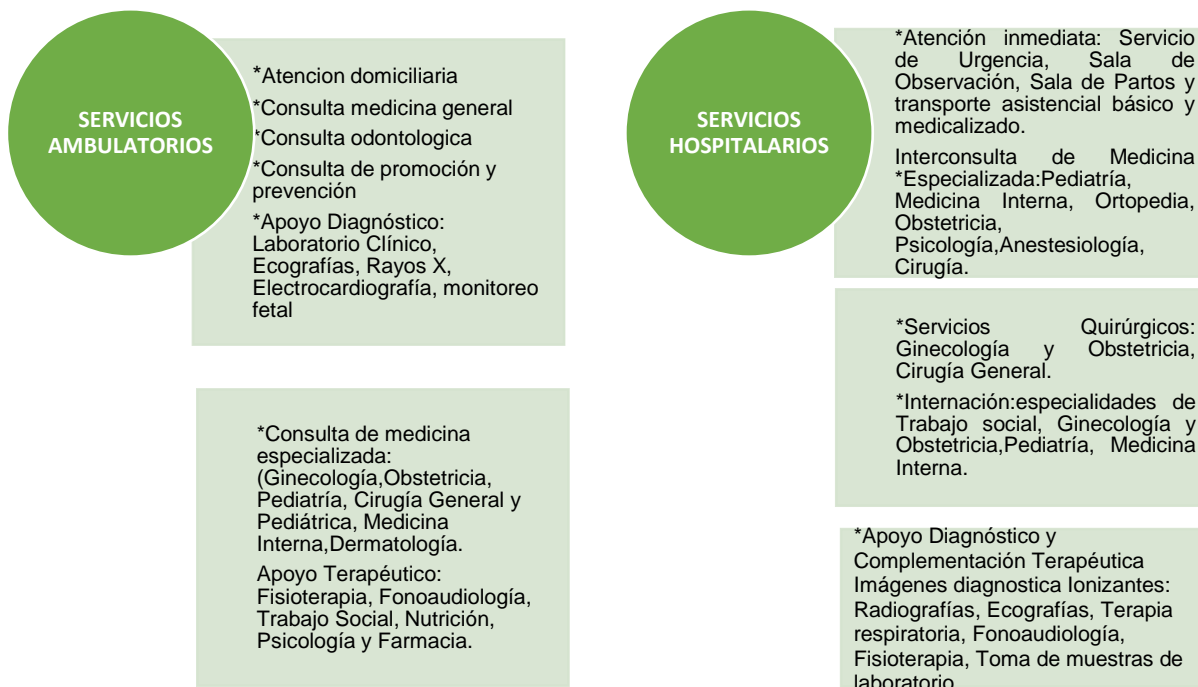 SERVICIOS
AMBULATORIOS
*Atencion domiciliaria
*Consulta medicina general
*Consulta odontologica
*Consulta de promoción y
prevención
*Apoyo Diagnóstico:
Laboratorio Clínico,
Ecografías, Rayos X,
Electrocardiografía, monitoreo
fetal
*Consulta de medicina
especializada:
(Ginecología,Obstetricia,
Pediatría, Cirugía General y
Pediátrica, Medicina
Interna,Dermatología.
Apoyo Terapéutico:
Fisioterapia, Fonoaudiología,
Trabajo Social, Nutrición,
Psicología y Farmacia.
SERVICIOS
HOSPITALARIOS
*Atención inmediata: Servicio
de Urgencia, Sala de
Observación, Sala de Partos y
transporte asistencial básico y
medicalizado.
Interconsulta de Medicina
*Especializada:Pediatría,
Medicina Interna, Ortopedia,
Obstetricia,
Psicología,Anestesiología,
Cirugía.
*Servicios Quirúrgicos:
Ginecología y Obstetricia,
Cirugía General.
*Internación:especialidades de
Trabajo social, Ginecología y
Obstetricia,Pediatría, Medicina
Interna.
*Apoyo Diagnóstico y
Complementación Terapéutica
Imágenes diagnostica Ionizantes:
Radiografías, Ecografías, Terapia
respiratoria, Fonoaudiología,
Fisioterapia, Toma de muestras de
laboratorio